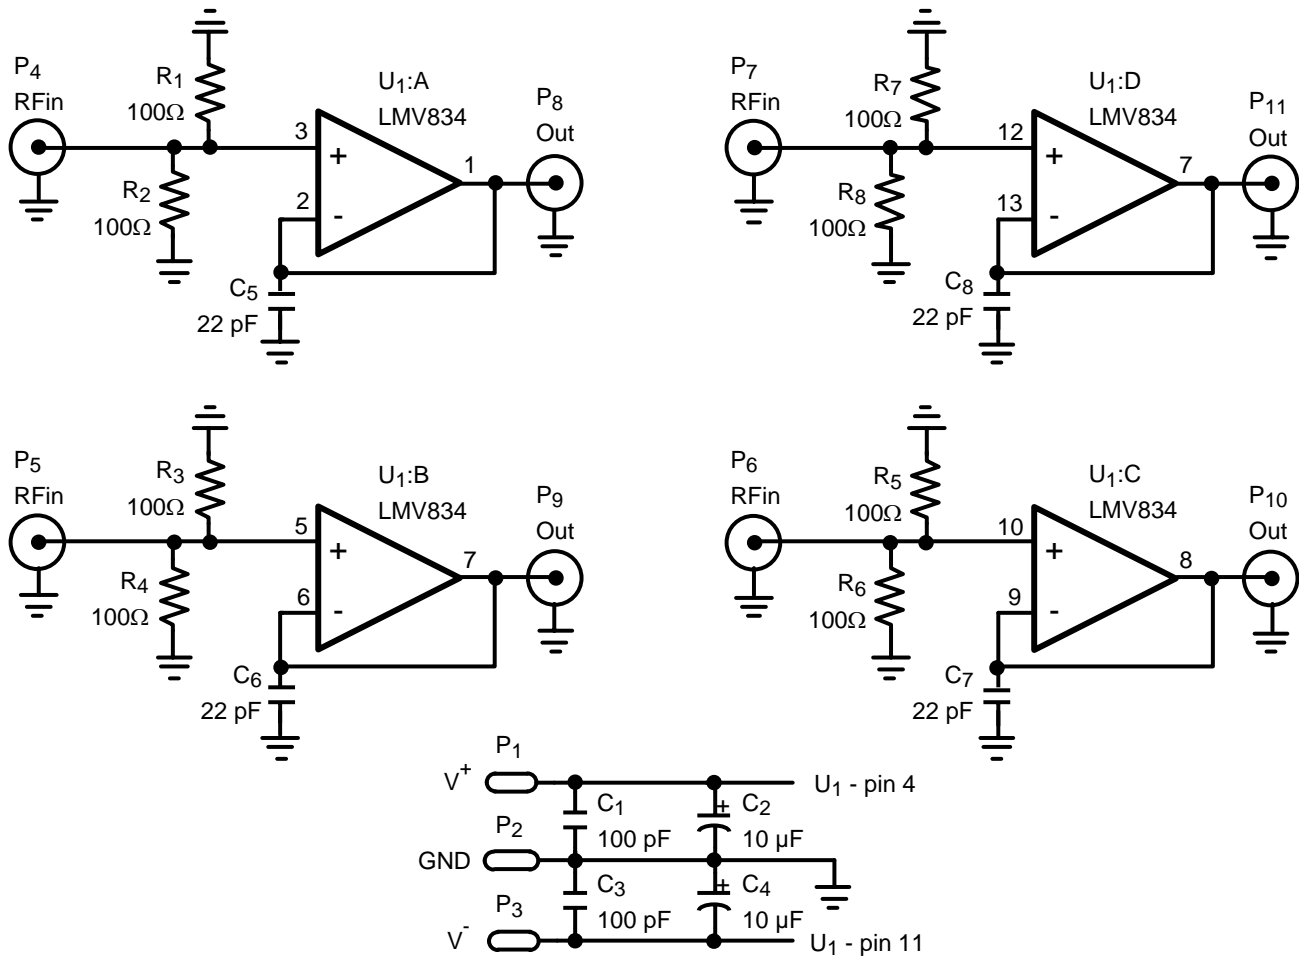 P4
RFin
R1
100Ω
R2
100Ω
3
+
2
-
U1:A
LMV834
1
P8
Out
C5
22 pF
P7
RFin
R7
100Ω
R8
100Ω
12
+
13
-
U1:D
LMV834
7
P11
Out
C8
22 pF
P5
RFin
R3
100Ω
R4
100Ω
5
+
6
-
U1:B
LMV834
7
P9
Out
C6
22 pF
P6
RFin
R5
100Ω
R6
100Ω
10
+
9
-
U1:C
LMV834
8
P10
Out
C7
22 pF
P1
V+
U1 - pin 4
C1
100 pF
+
C2
10 µF
P2
GND
C3
100 pF
+
C4
10 µF
P3
V-
U1 - pin 11